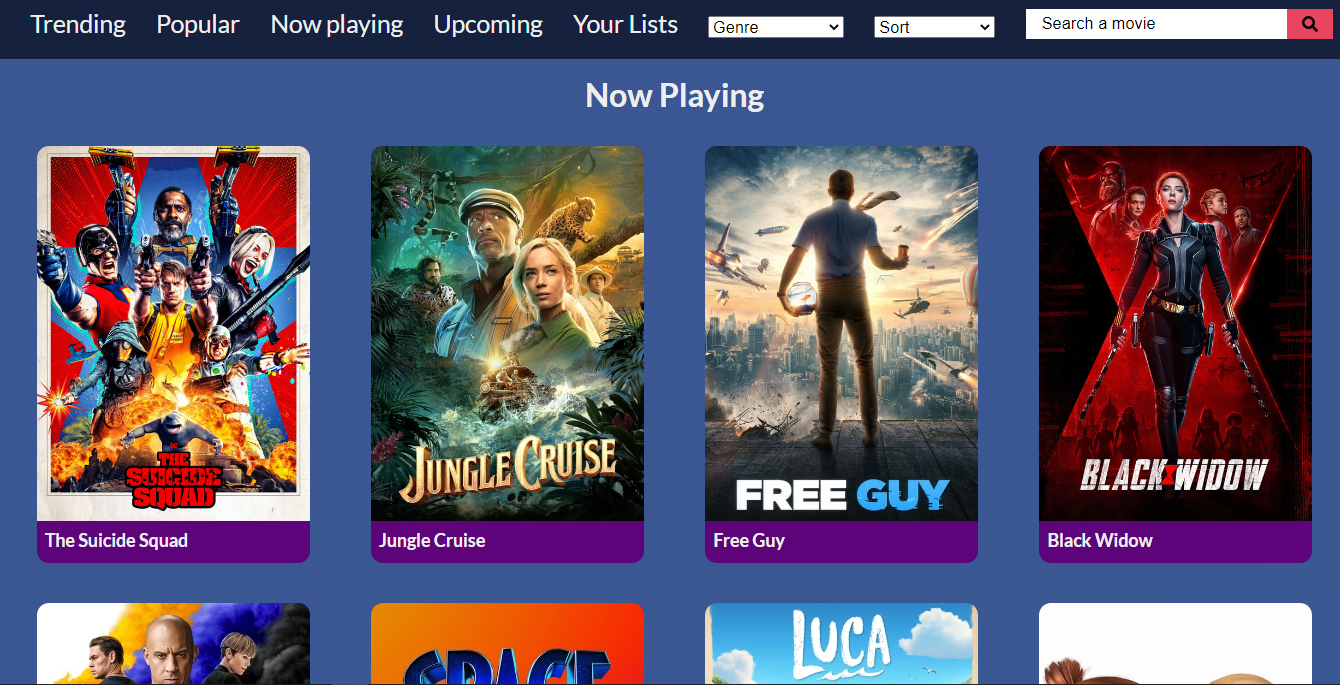 Trending Popular Now playing Upcoming Your Lists Genre Sort Search a movie
Now Playing
THE
SUICIDE
SQUAD
JUNGLE CRUISE
FREE GUY
BLACK WIDOW
The Suicide Squad
Jungle Cruise
Free Guy
Black Widow
SPACE
LUCA